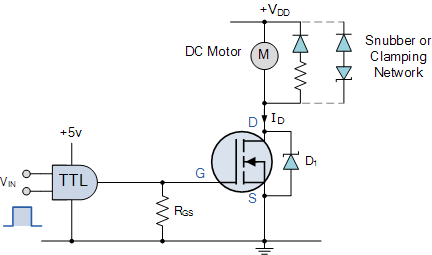 +VDD
DC Motor
M
Snubber or
Clamping
Network
D
ID
+5v
TTL
VIN
G
S
D1
RGS